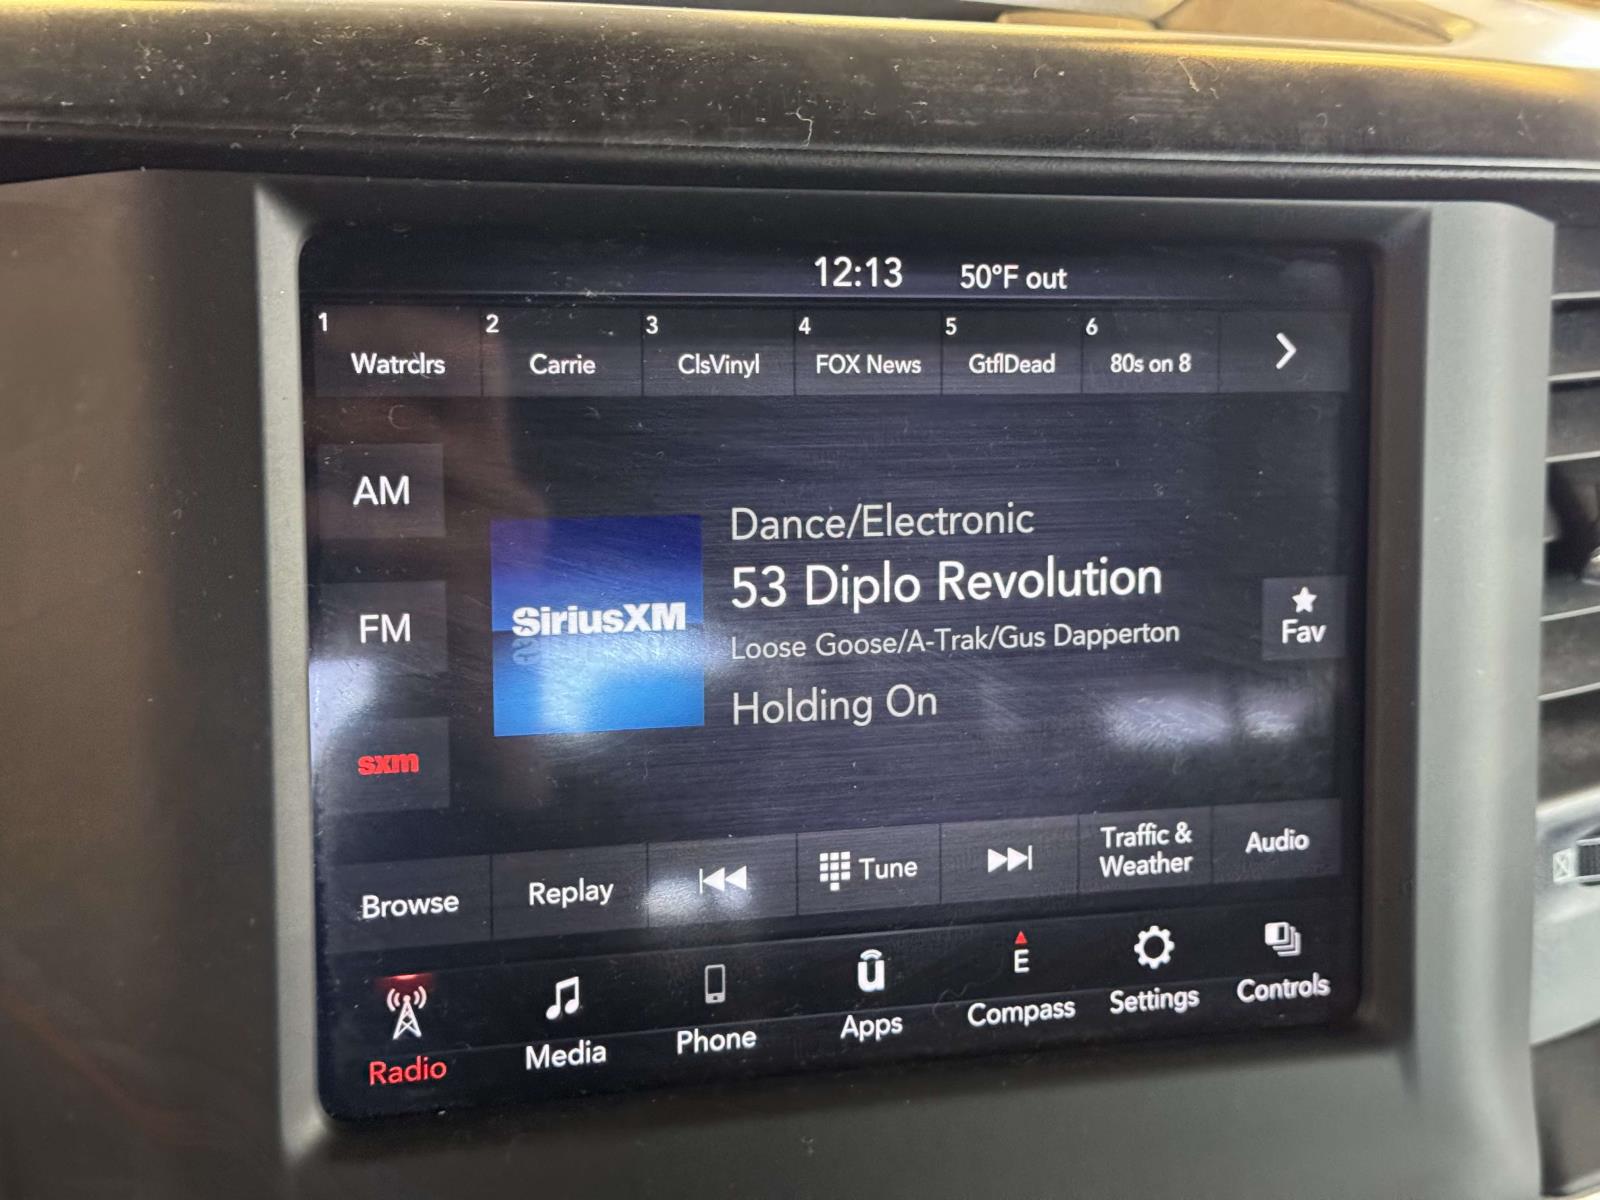 12:13 50°F out
1 2 3 4 5 6
Watrclrs Carrie ClsVinyl FOX News GtflDead 80s on 8
AM
FM
sxm
SiriusXM
Dance/Electronic
53 Diplo Revolution
Loose Goose/A-Trak/Gus Dapperton
Holding On
Fav
Browse Replay Tune Traffic & Weather Audio
E
Radio Media Phone Apps Compass Settings Controls